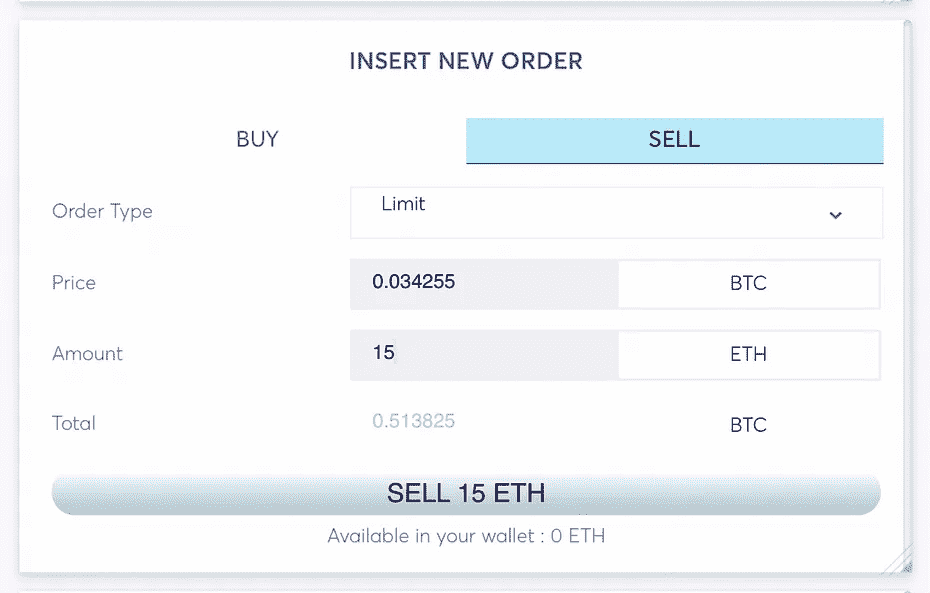 INSERT NEW ORDER
BUY SELL
Order Type Limit
Price 0.034255 BTC
Amount 15 ETH
Total 0.513825 BTC
SELL 15 ETH
Available in your wallet : 0 ETH